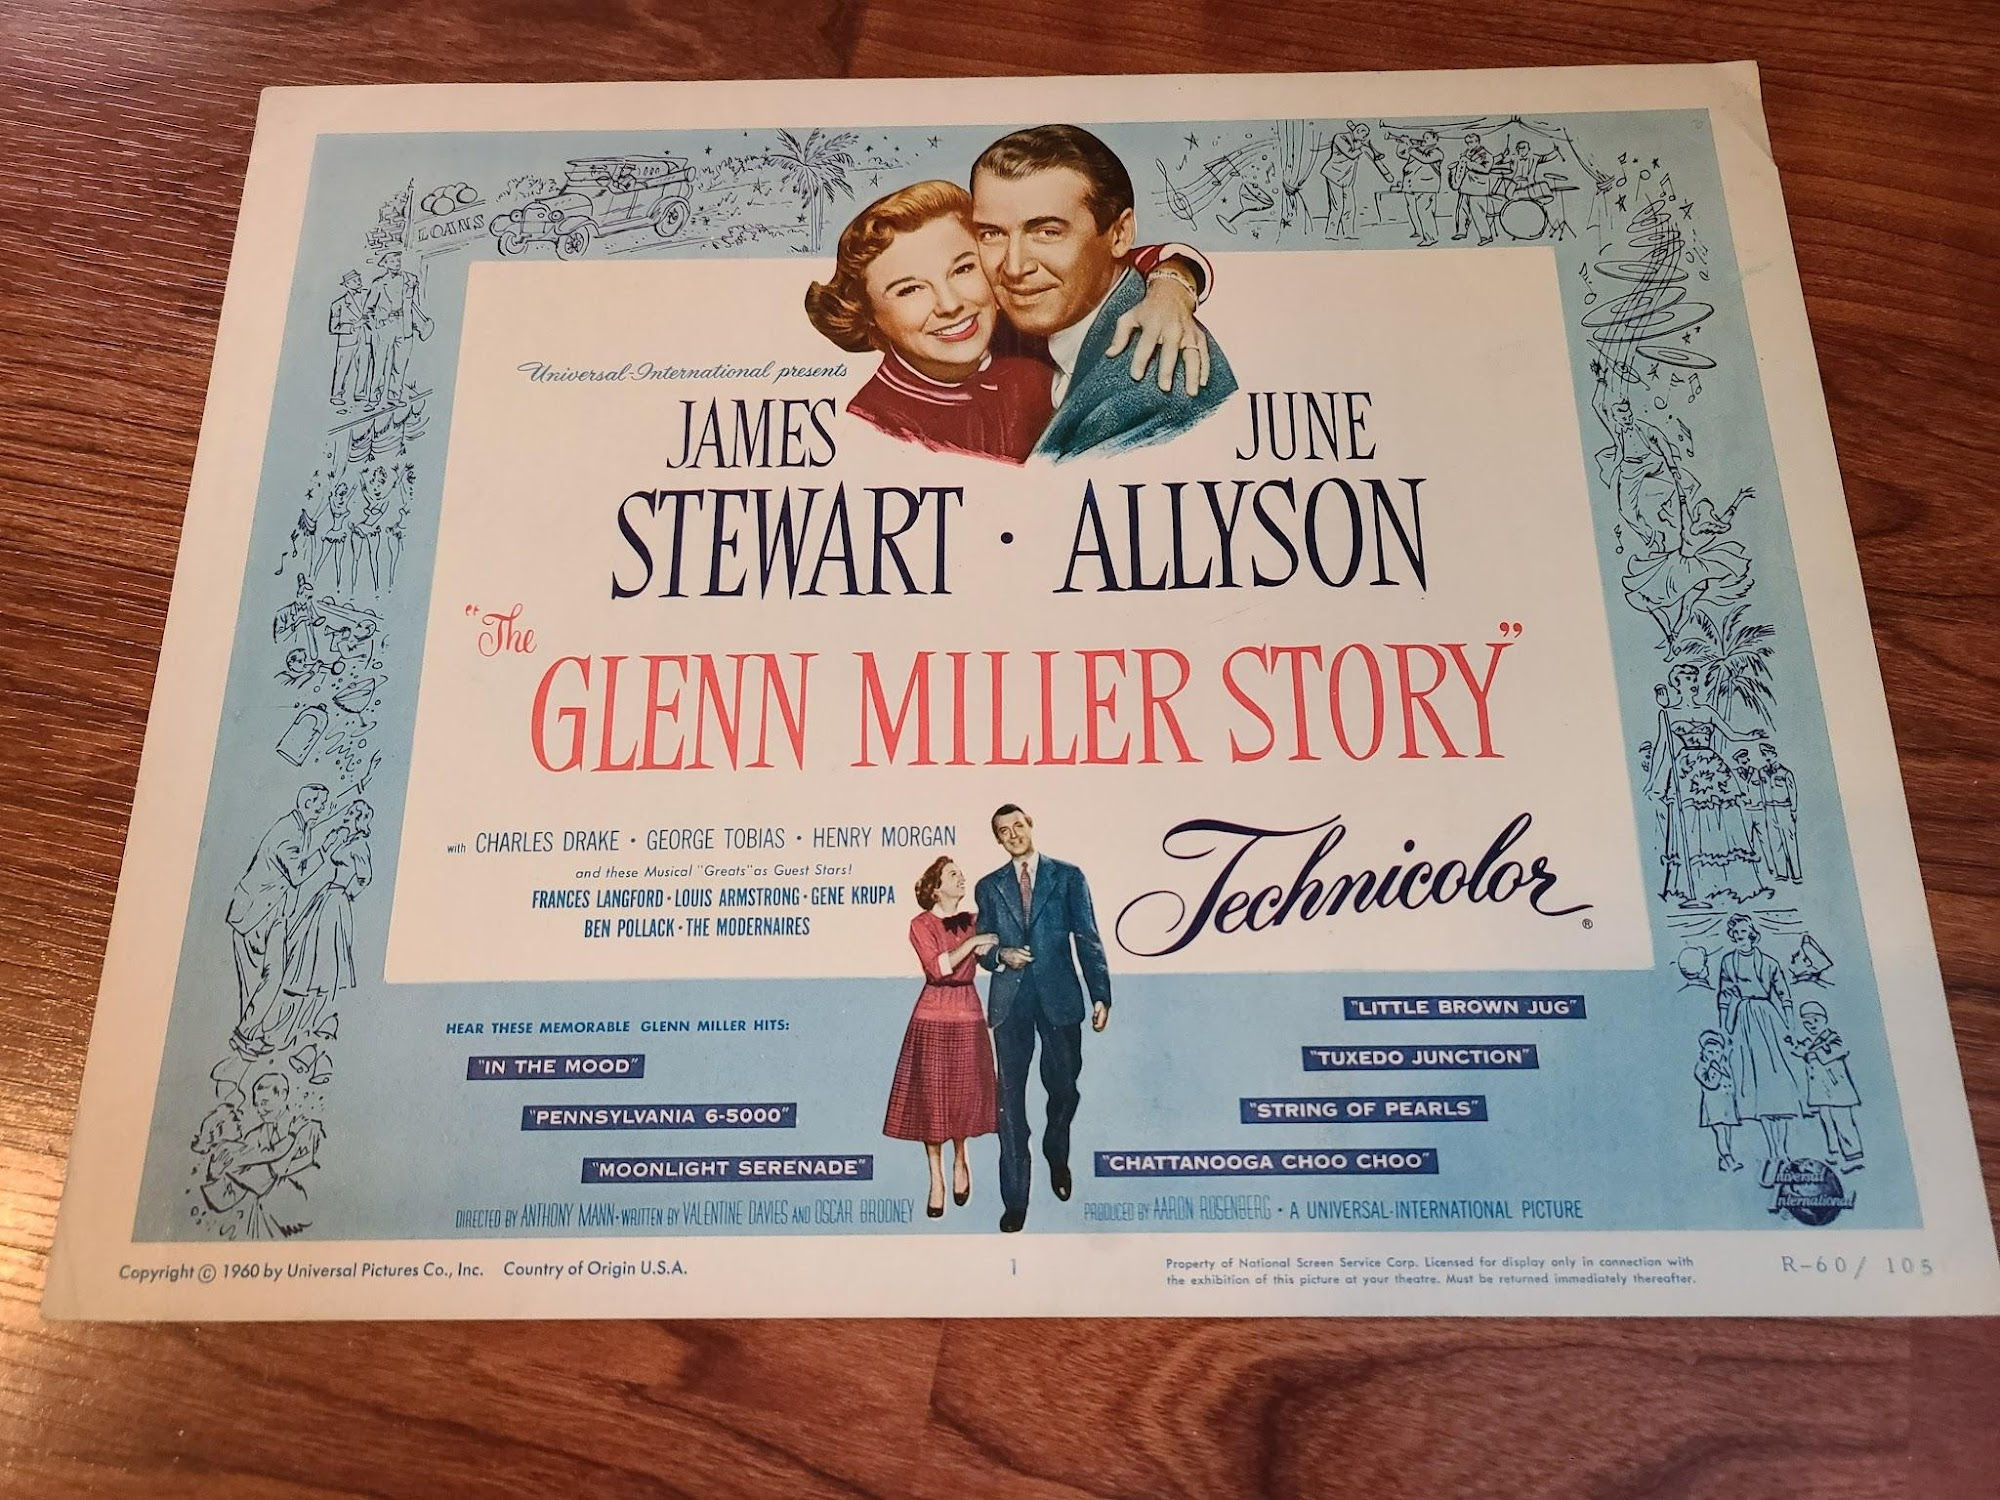 LOANS
Universal-International presents
JAMES STEWART • JUNE ALLYSON
"The
GLENN MILLER STORY"
with CHARLES DRAKE • GEORGE TOBIAS • HENRY MORGAN
and these Musical "Greats" as Guest Stars!
FRANCES LANGFORD • LOUIS ARMSTRONG • GENE KRUPA
BEN POLLACK • THE MODERNAIRES
Technicolor®
HEAR THESE MEMORABLE GLENN MILLER HITS:
"IN THE MOOD"
"PENNSYLVANIA 6-5000"
"MOONLIGHT SERENADE"
"LITTLE BROWN JUG"
"TUXEDO JUNCTION"
"STRING OF PEARLS"
"CHATTANOOGA CHOO CHOO"
DIRECTED BY ANTHONY MANN • WRITTEN BY VALENTINE DAVIES AND OSCAR BRODNEY
PRODUCED BY AARON ROSENBERG • A UNIVERSAL-INTERNATIONAL PICTURE
Universal
International
Copyright © 1960 by Universal Pictures Co., Inc. Country of Origin U.S.A.
1
Property of National Screen Service Corp. Licensed for display only in connection with
the exhibition of this picture at your theatre. Must be returned immediately thereafter.
R-60/ 105